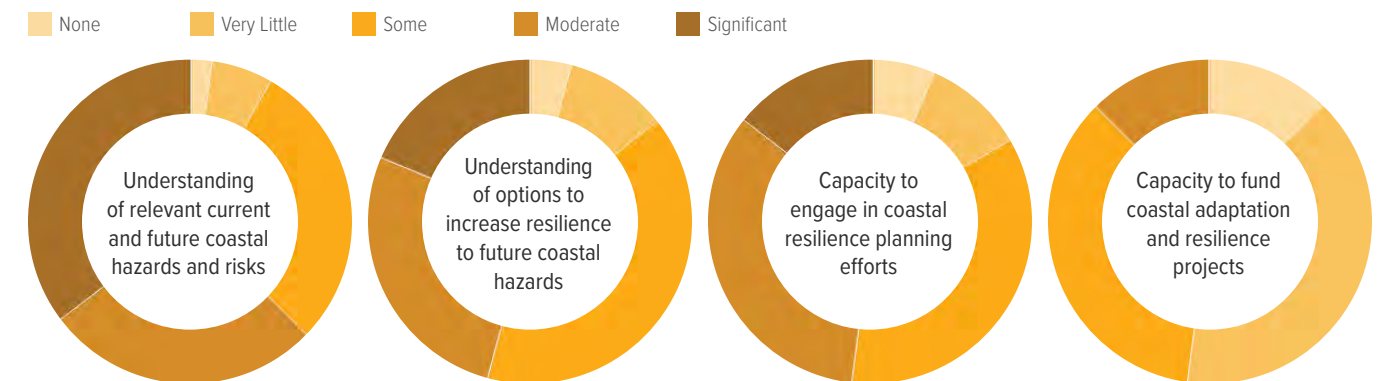 None
Very Little
Some
Moderate
Significant
Understanding
of relevant current
and future coastal
hazards and risks
Understanding
of options to
increase resilience
to future coastal
hazards
Capacity to
engage in coastal
resilience planning
efforts
Capacity to fund
coastal adaptation
and resilience
projects